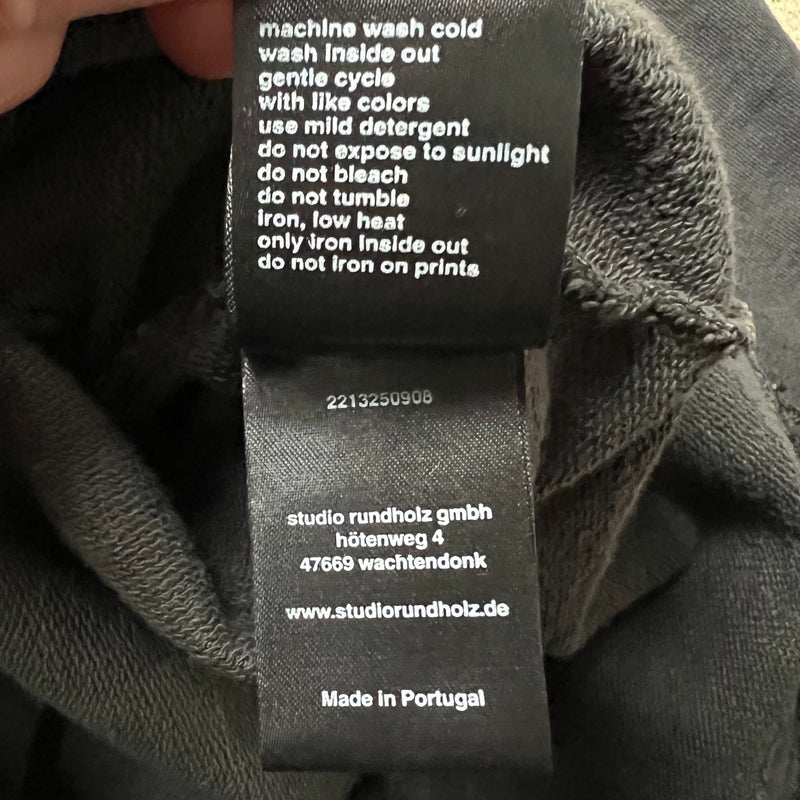 machine wash cold
wash inside out
gentle cycle
with like colors
use mild detergent
do not expose to sunlight
do not bleach
do not tumble
iron, low heat
only iron inside out
do not iron on prints
2213250908
studio rundholz gmbh
hötenweg 4
47669 wachtendonk
www.studiorundholz.de
Made in Portugal